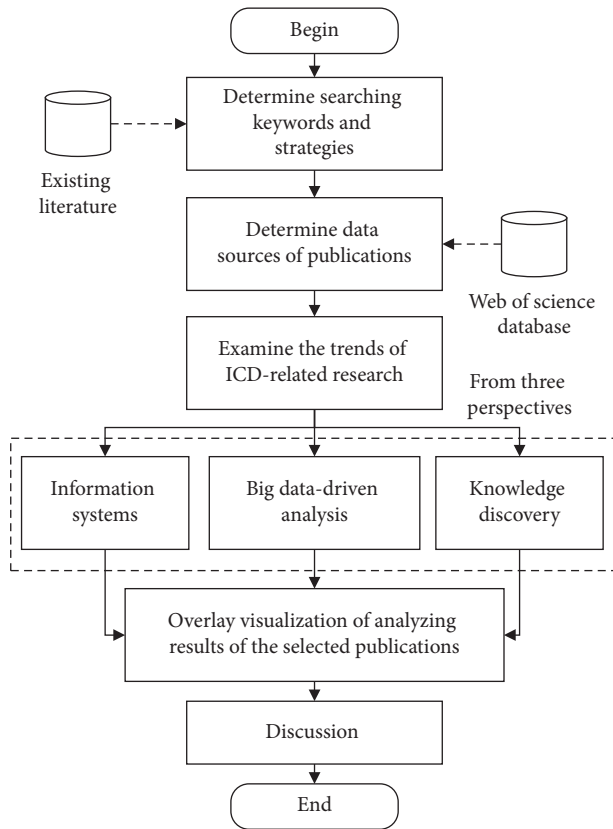 Begin
Determine searching
keywords and
strategies
Existing
literature
Determine data
sources of publications
Web of science
database
Examine the trends of
ICD-related research
From three
perspectives
Information
systems
Big data-driven
analysis
Knowledge
discovery
Overlay visualization of analyzing
results of the selected publications
Discussion
End